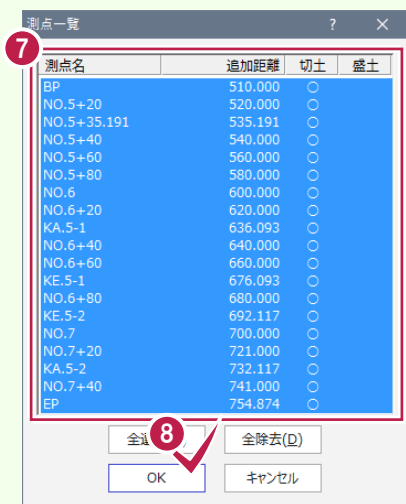 測点一覧 ? ×
7
測点名 追加距離 切土 盛土
BP 510.000 ○
NO.5+20 520.000 ○
NO.5+35.191 535.191 ○
NO.5+40 540.000 ○
NO.5+60 560.000 ○
NO.5+80 580.000 ○
NO.6 600.000 ○
NO.6+20 620.000 ○
KA.5-1 636.093 ○
NO.6+40 640.000 ○
NO.6+60 660.000 ○
KE.5-1 676.093 ○
NO.6+80 680.000 ○
KE.5-2 692.117 ○
NO.7 700.000 ○
NO.7+20 721.000 ○
KA.5-2 732.117 ○
NO.7+40 741.000 ○
EP 754.874 ○
8 全除去(D)
OK キャンセル